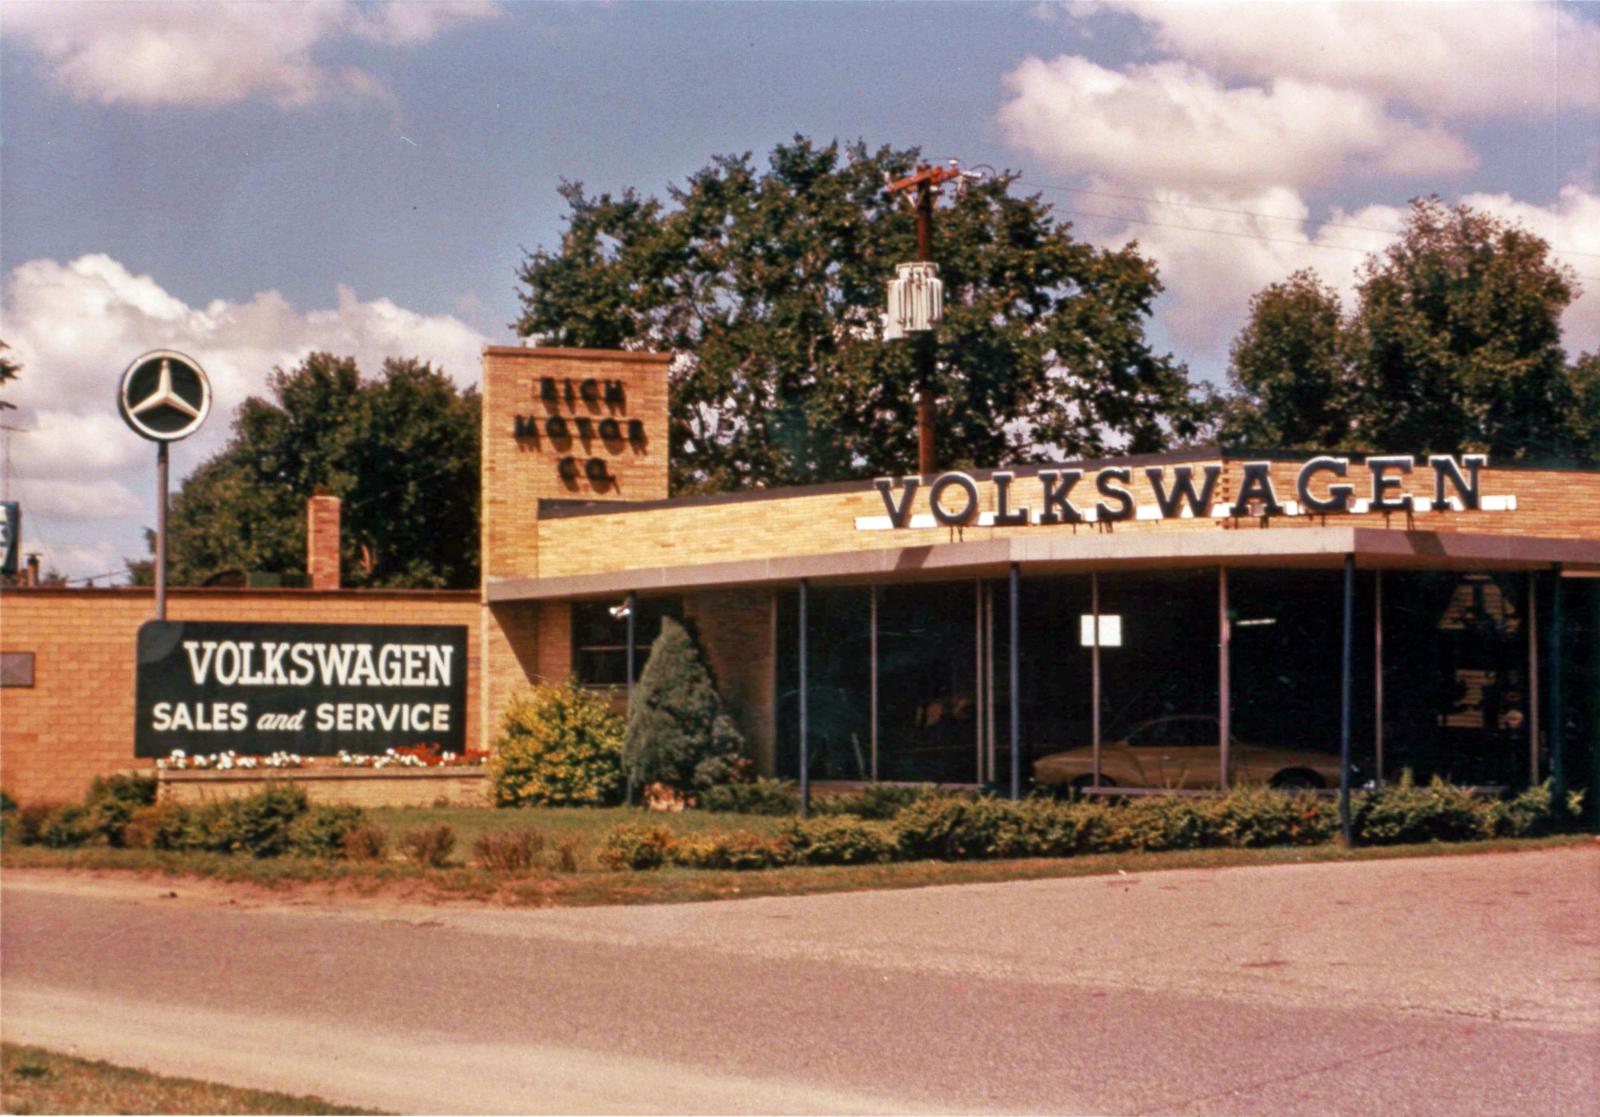 RICH
MOTOR
CO.
VOLKSWAGEN
VOLKSWAGEN
SALES and SERVICE